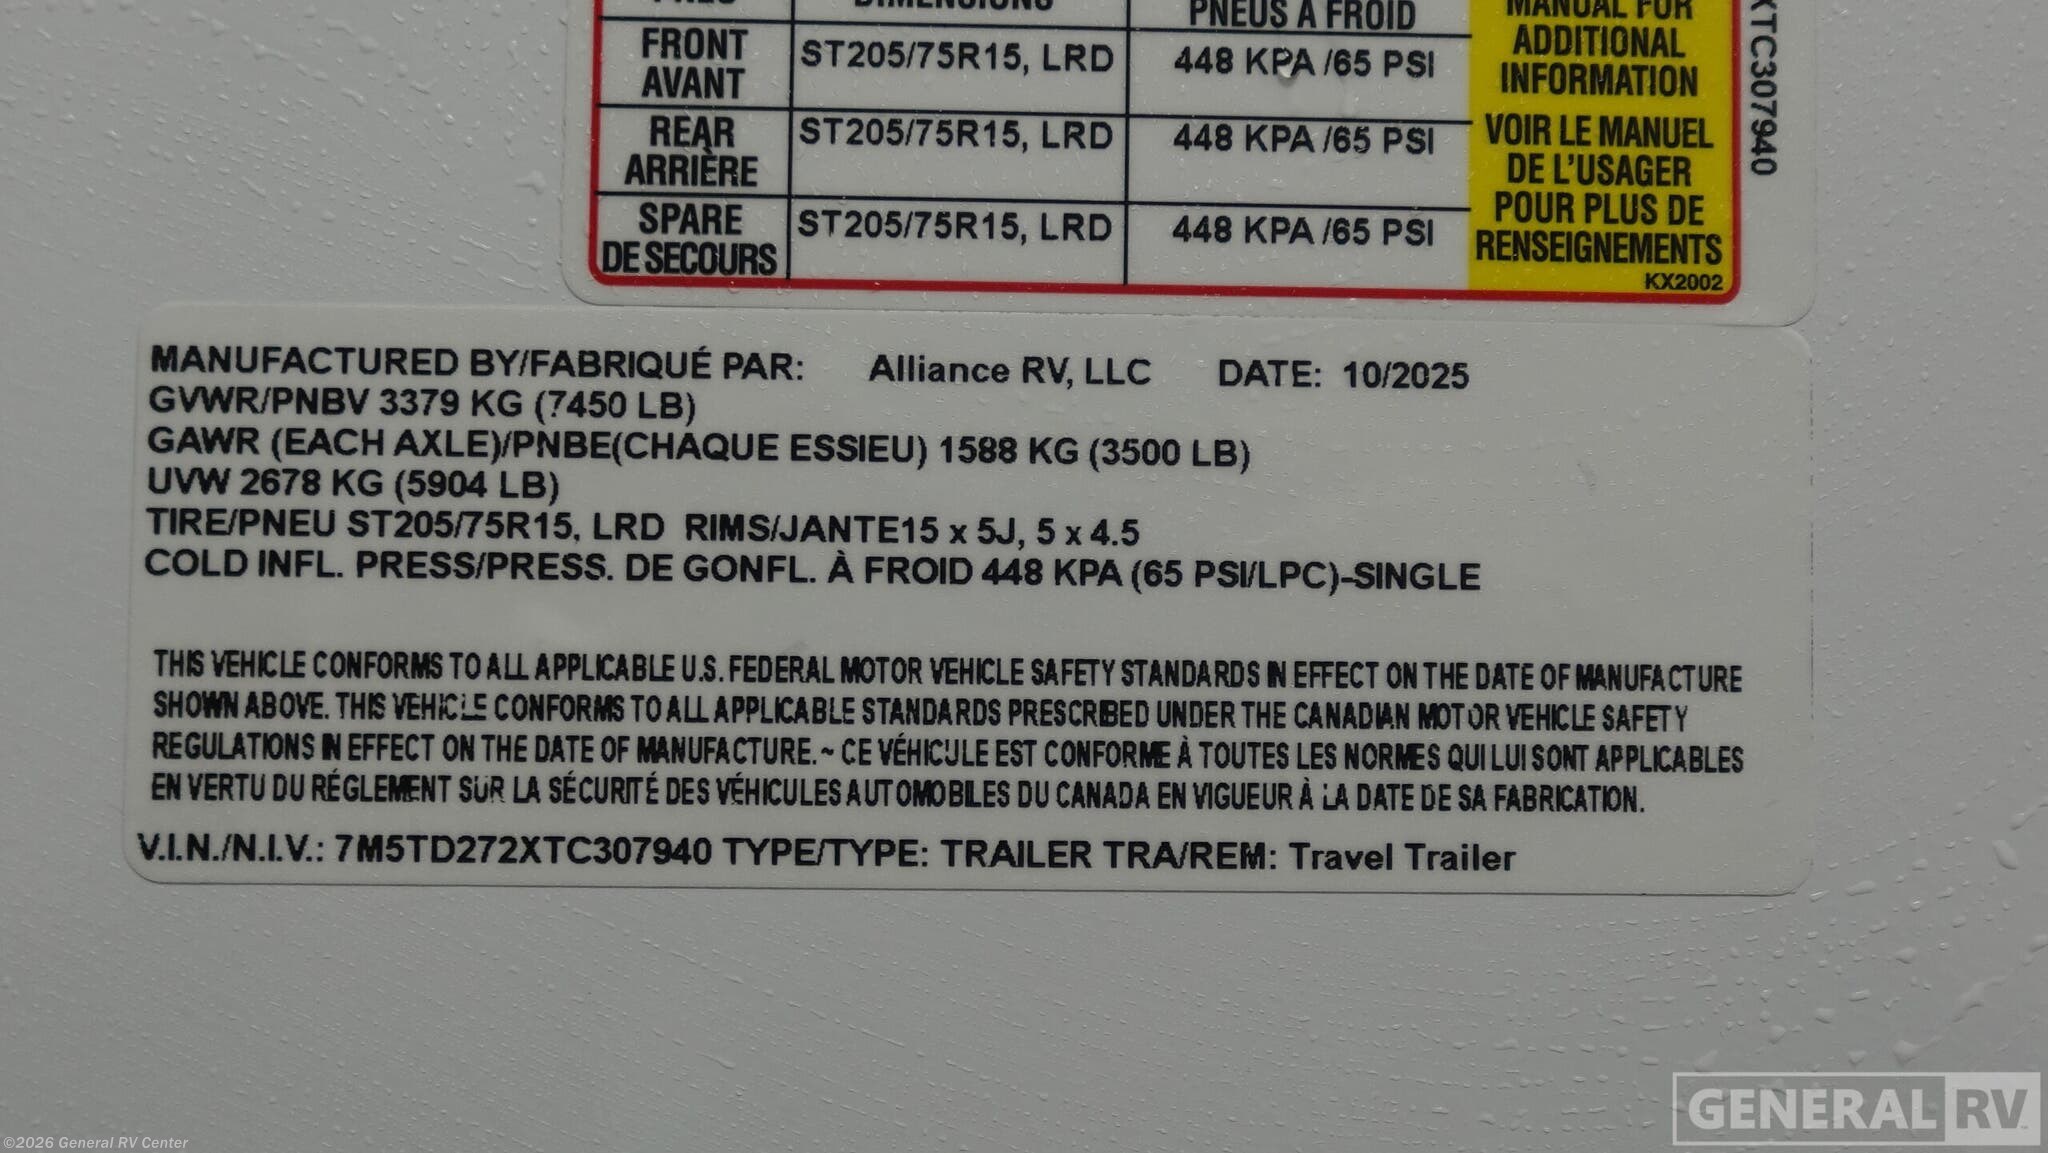 DIMENSIONS PNEUS À FROID
FRONT AVANT ST205/75R15, LRD 448 KPA /65 PSI
REAR ARRIÈRE ST205/75R15, LRD 448 KPA /65 PSI
SPARE DE SECOURS ST205/75R15, LRD 448 KPA /65 PSI
MANUAL FOR
ADDITIONAL
INFORMATION
VOIR LE MANUEL
DE L'USAGER
POUR PLUS DE
RENSEIGNEMENTS
KX2002
XTC307940
MANUFACTURED BY/FABRIQUÉ PAR: Alliance RV, LLC DATE: 10/2025
GVWR/PNBV 3379 KG (7450 LB)
GAWR (EACH AXLE)/PNBE(CHAQUE ESSIEU) 1588 KG (3500 LB)
UVW 2678 KG (5904 LB)
TIRE/PNEU ST205/75R15, LRD RIMS/JANTE15 x 5J, 5 x 4.5
COLD INFL. PRESS/PRESS. DE GONFL. À FROID 448 KPA (65 PSI/LPC)-SINGLE
THIS VEHICLE CONFORMS TO ALL APPLICABLE U.S. FEDERAL MOTOR VEHICLE SAFETY STANDARDS IN EFFECT ON THE DATE OF MANUFACTURE
SHOWN ABOVE. THIS VEHICLE CONFORMS TO ALL APPLICABLE STANDARDS PRESCRIBED UNDER THE CANADIAN MOTOR VEHICLE SAFETY
REGULATIONS IN EFFECT ON THE DATE OF MANUFACTURE.~ CE VÉHICULE EST CONFORME À TOUTES LES NORMES QUI LUI SONT APPLICABLES
EN VERTU DU RÉGLEMENT SUR LA SÉCURITÉ DES VÉHICULES AUTOMOBILES DU CANADA EN VIGUEUR À LA DATE DE SA FABRICATION.
V.I.N./N.I.V.: 7M5TD272XTC307940 TYPE/TYPE: TRAILER TRA/REM: Travel Trailer
GENERAL RV
©2026 General RV Center